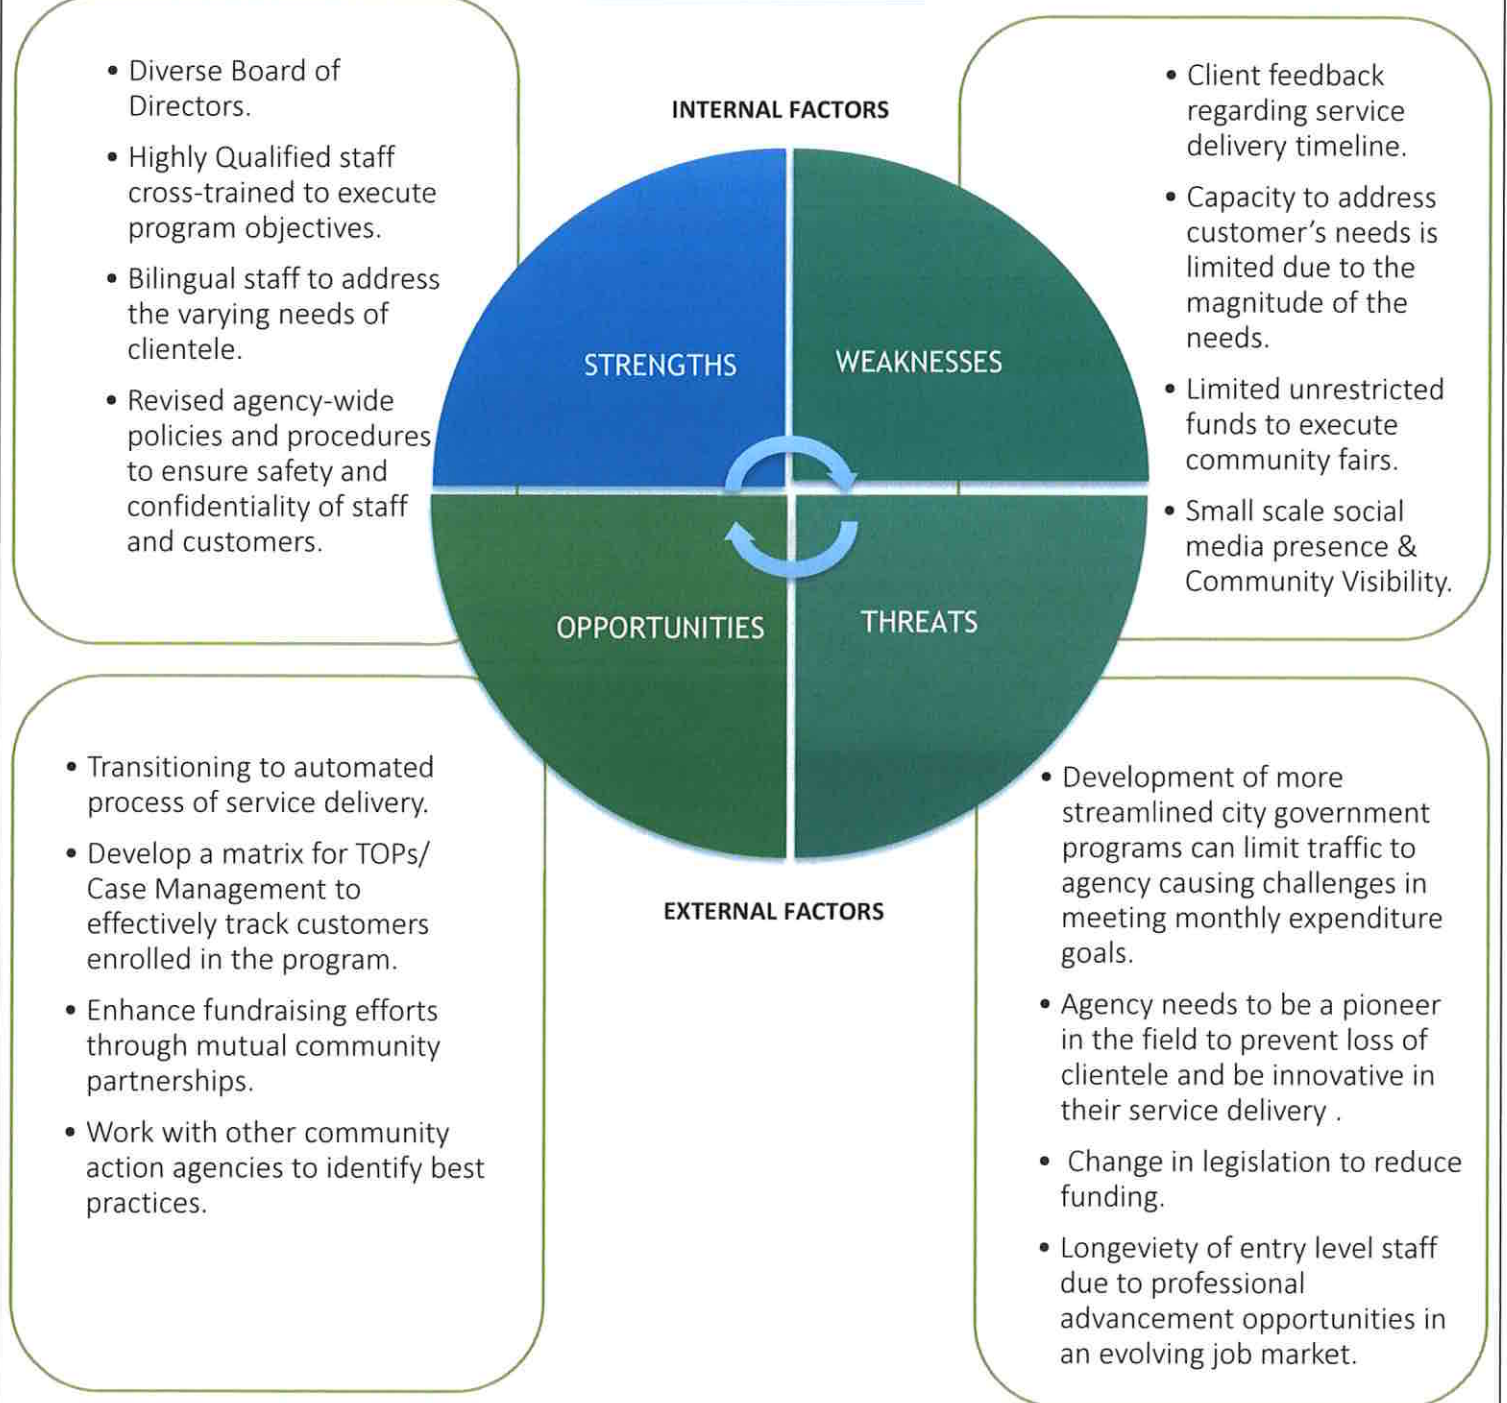 • Diverse Board of
Directors.
• Highly Qualified staff
cross-trained to execute
program objectives.
• Bilingual staff to address
the varying needs of
clientele.
• Revised agency-wide
policies and procedures
to ensure safety and
confidentiality of staff
and customers.
INTERNAL FACTORS
• Client feedback
regarding service
delivery timeline.
• Capacity to address
customer’s needs is
limited due to the
magnitude of the
needs.
• Limited unrestricted
funds to execute
community fairs.
• Small scale social
media presence &
Community Visibility.
STRENGTHS
WEAKNESSES
OPPORTUNITIES
THREATS
• Transitioning to automated
process of service delivery.
• Develop a matrix for TOPs/
Case Management to
effectively track customers
enrolled in the program.
• Enhance fundraising efforts
through mutual community
partnerships.
• Work with other community
action agencies to identify best
practices.
EXTERNAL FACTORS
• Development of more
streamlined city government
programs can limit traffic to
agency causing challenges in
meeting monthly expenditure
goals.
• Agency needs to be a pioneer
in the field to prevent loss of
clientele and be innovative in
their service delivery .
• Change in legislation to reduce
funding.
• Longeviety of entry level staff
due to professional
advancement opportunities in
an evolving job market.